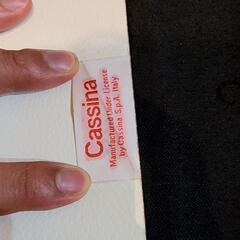 Cassina
Manufactured Under License
by Cassina S.p.A. Italy